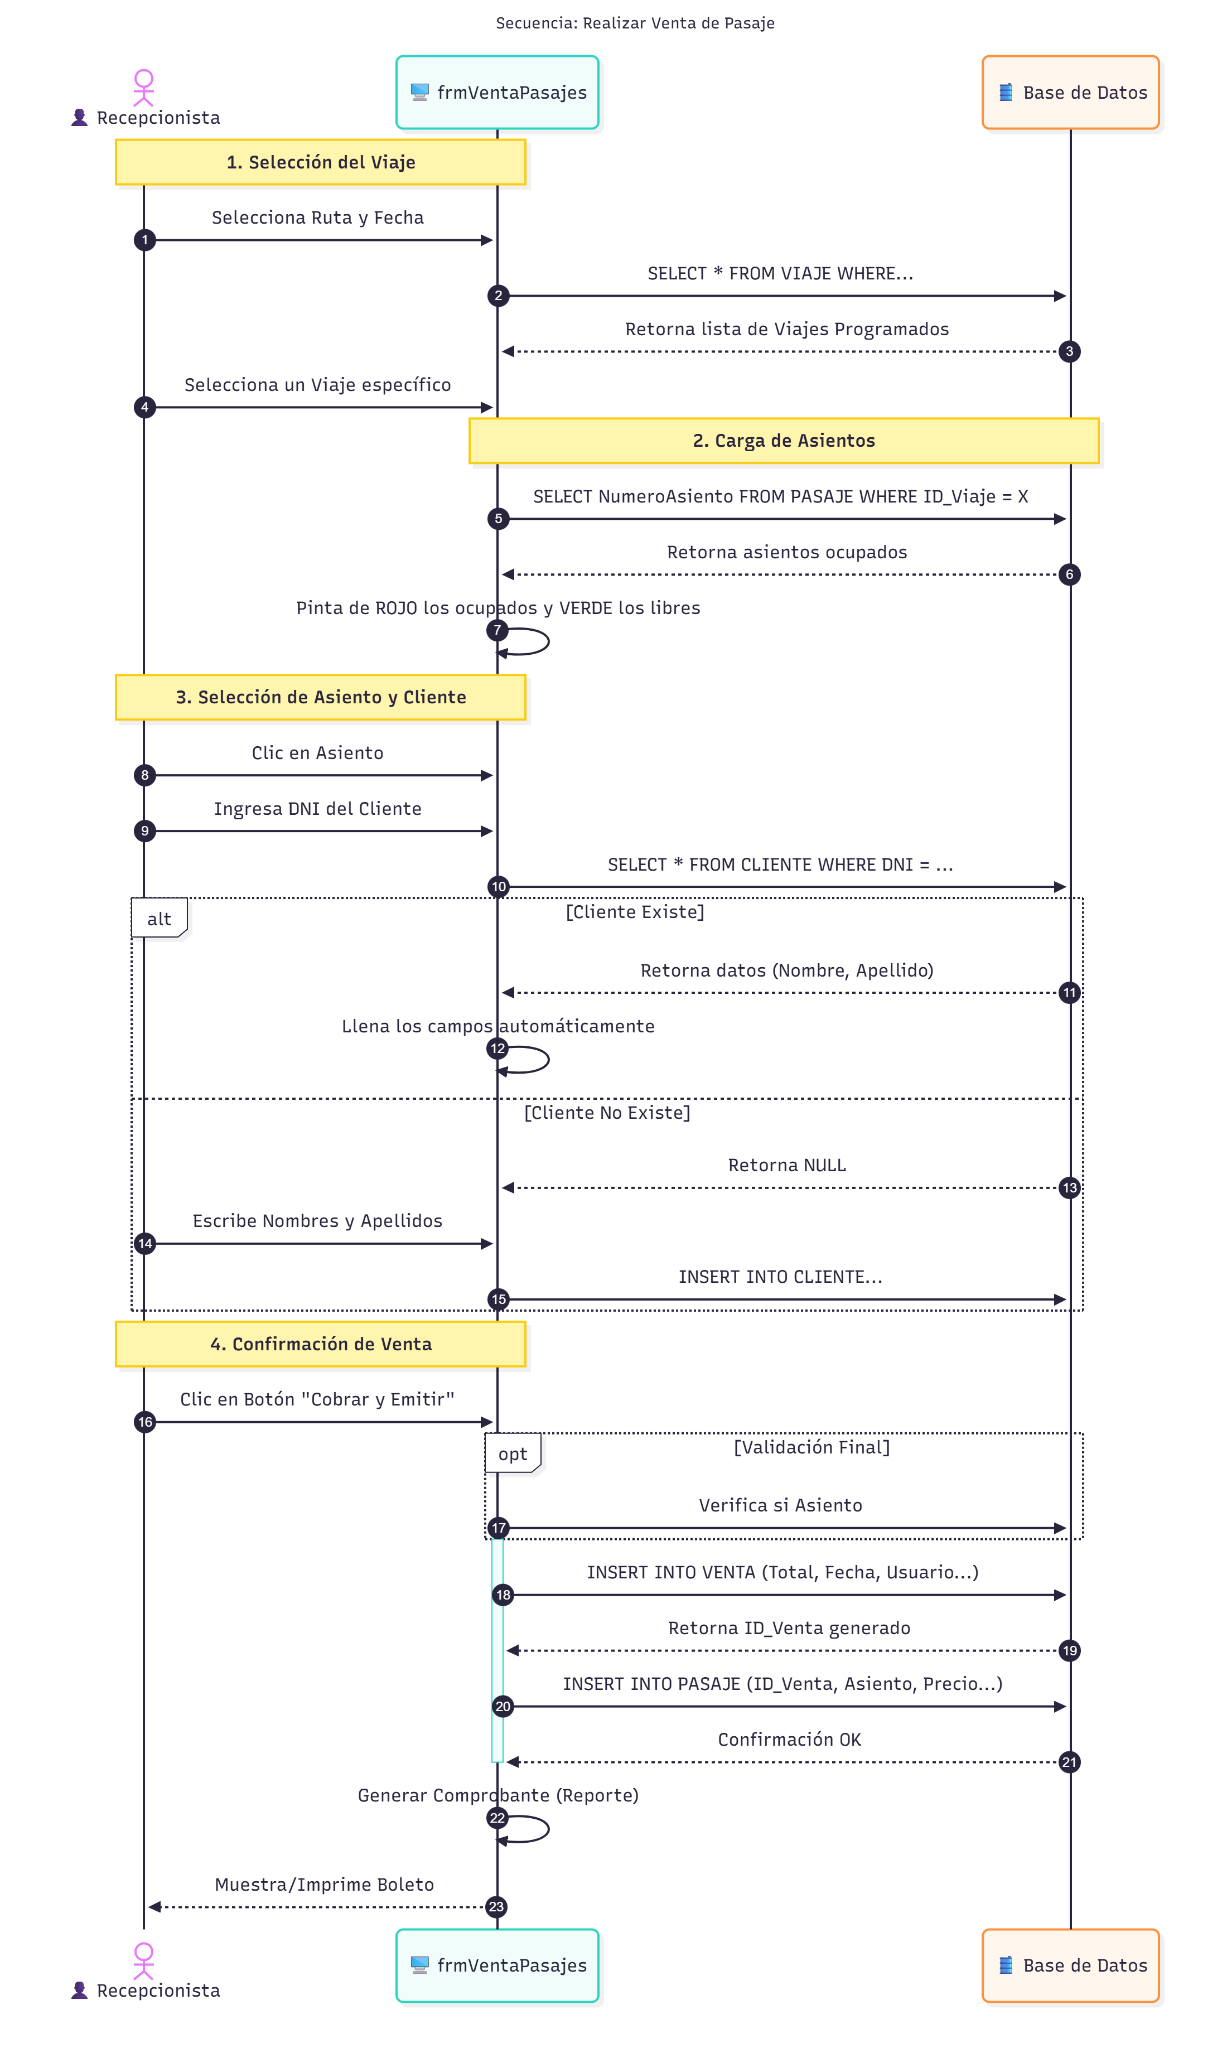 Secuencia: Realizar Venta de Pasaje
Recepcionista
frmVentaPasajes
Base de Datos
1. Selección del Viaje
Selecciona Ruta y Fecha
1
SELECT * FROM VIAJE WHERE...
2
Retorna lista de Viajes Programados
3
Selecciona un Viaje específico
4
2. Carga de Asientos
SELECT NumeroAsiento FROM PASAJE WHERE ID_Viaje = X
5
Retorna asientos ocupados
6
Pinta de ROJO los ocupados y VERDE los libres
7
3. Selección de Asiento y Cliente
Clic en Asiento
8
Ingresa DNI del Cliente
9
SELECT * FROM CLIENTE WHERE DNI = ...
10
alt
[Cliente Existe]
Retorna datos (Nombre, Apellido)
11
Llena los campos automáticamente
12
[Cliente No Existe]
Retorna NULL
13
Escribe Nombres y Apellidos
14
INSERT INTO CLIENTE...
15
4. Confirmación de Venta
Clic en Botón "Cobrar y Emitir"
16
opt
[Validación Final]
Verifica si Asiento
17
INSERT INTO VENTA (Total, Fecha, Usuario...)
18
Retorna ID_Venta generado
19
INSERT INTO PASAJE (ID_Venta, Asiento, Precio...)
20
Confirmación OK
21
Generar Comprobante (Reporte)
22
Muestra/Imprime Boleto
23
Recepcionista
frmVentaPasajes
Base de Datos